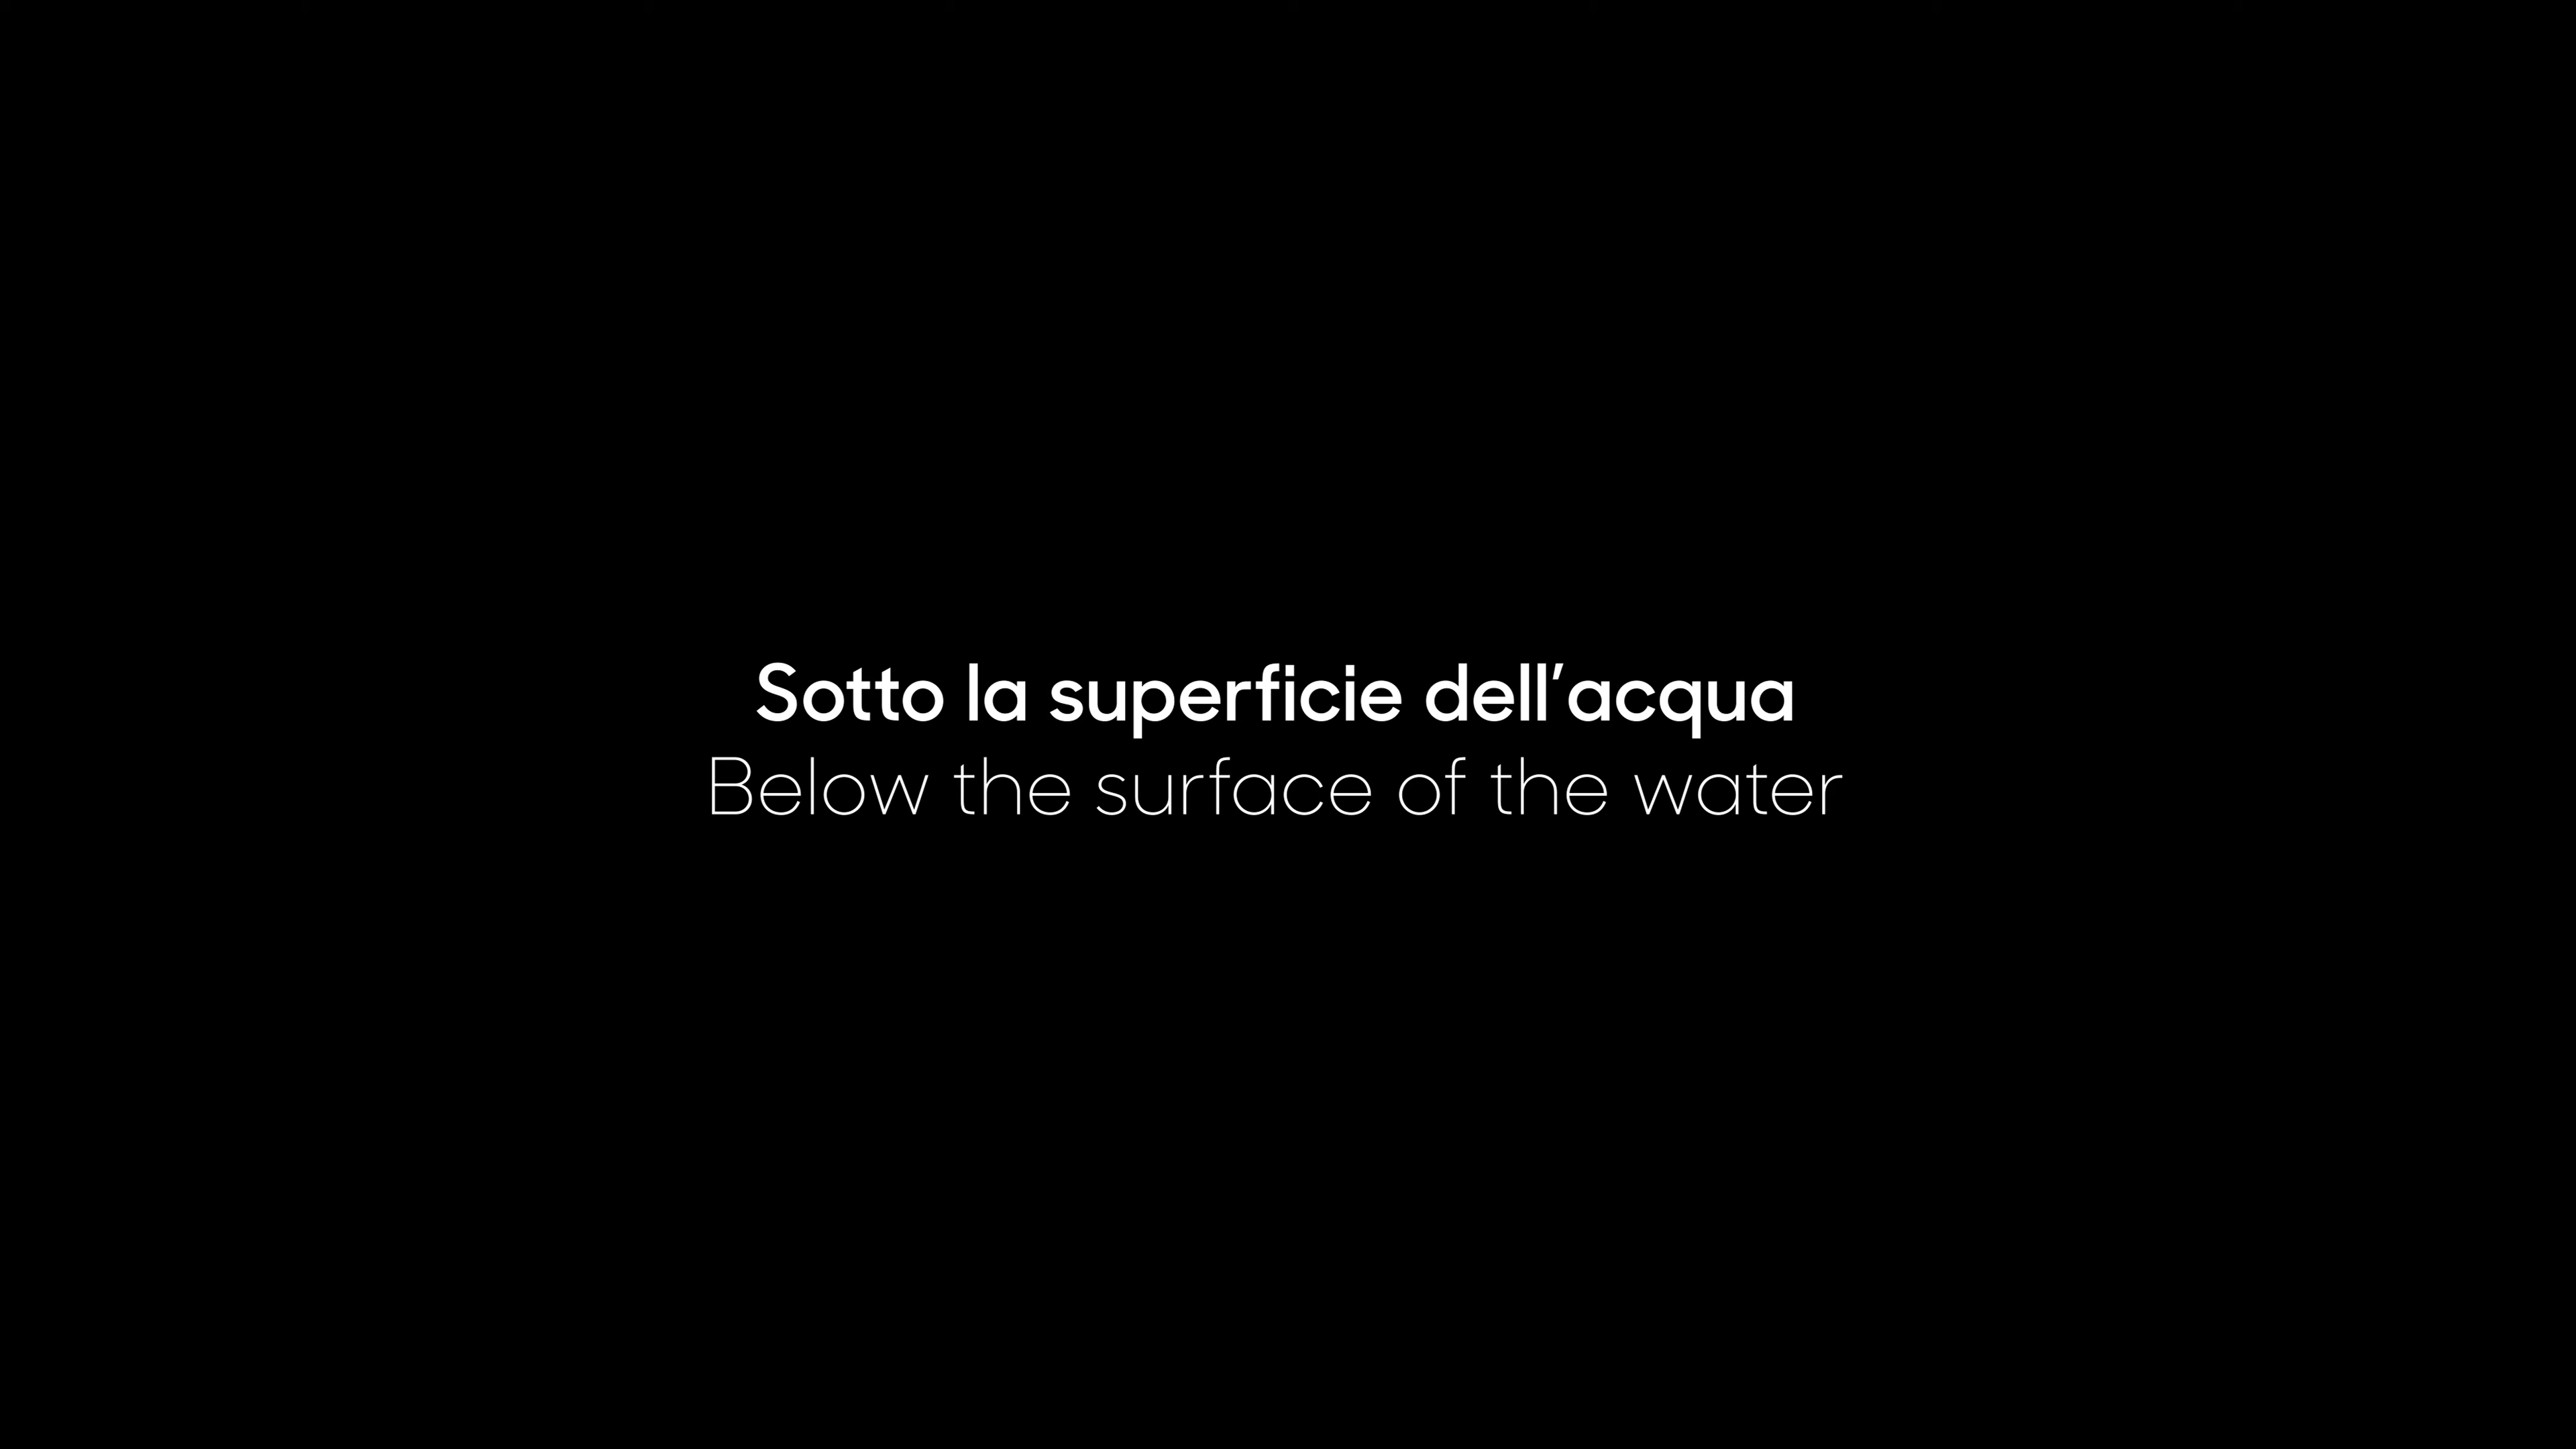 Sotto la superficie dell’acqua
Below the surface of the water